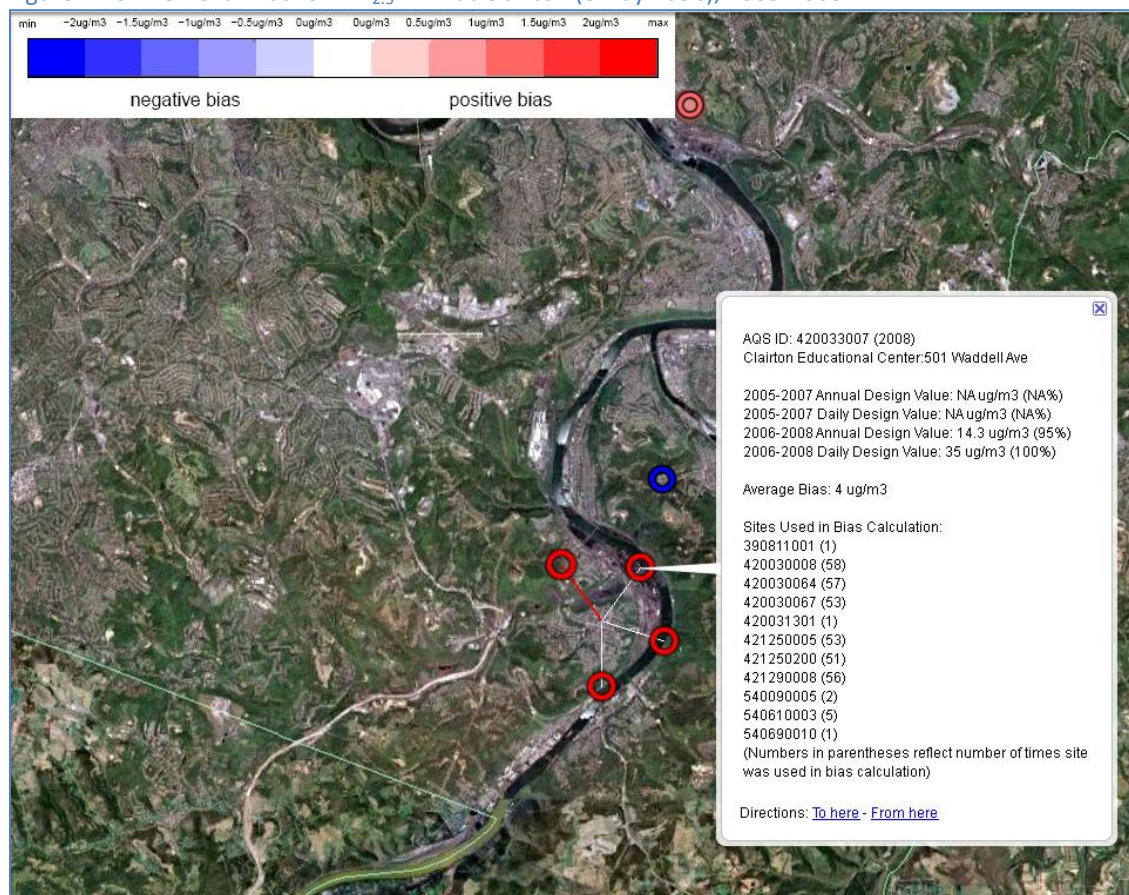 min −2ug/m3 −1.5ug/m3 −1ug/m3 −0.5ug/m3 0ug/m3 0ug/m3 0.5ug/m3 1ug/m3 1.5ug/m3 2ug/m3 max
negative bias positive bias
AQS ID: 420033007 (2008)
Clairton Educational Center:501 Waddell Ave
2005-2007 Annual Design Value: NA ug/m3 (NA%)
2005-2007 Daily Design Value: NA ug/m3 (NA%)
2006-2008 Annual Design Value: 14.3 ug/m3 (95%)
2006-2008 Daily Design Value: 35 ug/m3 (100%)
Average Bias: 4 ug/m3
Sites Used in Bias Calculation:
390811001 (1)
420030008 (58)
420030064 (57)
420030067 (53)
420031301 (1)
421250005 (53)
421250200 (51)
421290008 (56)
540090005 (2)
540610003 (5)
540690010 (1)
(Numbers in parentheses reflect number of times site
was used in bias calculation)
Directions: To here - From here